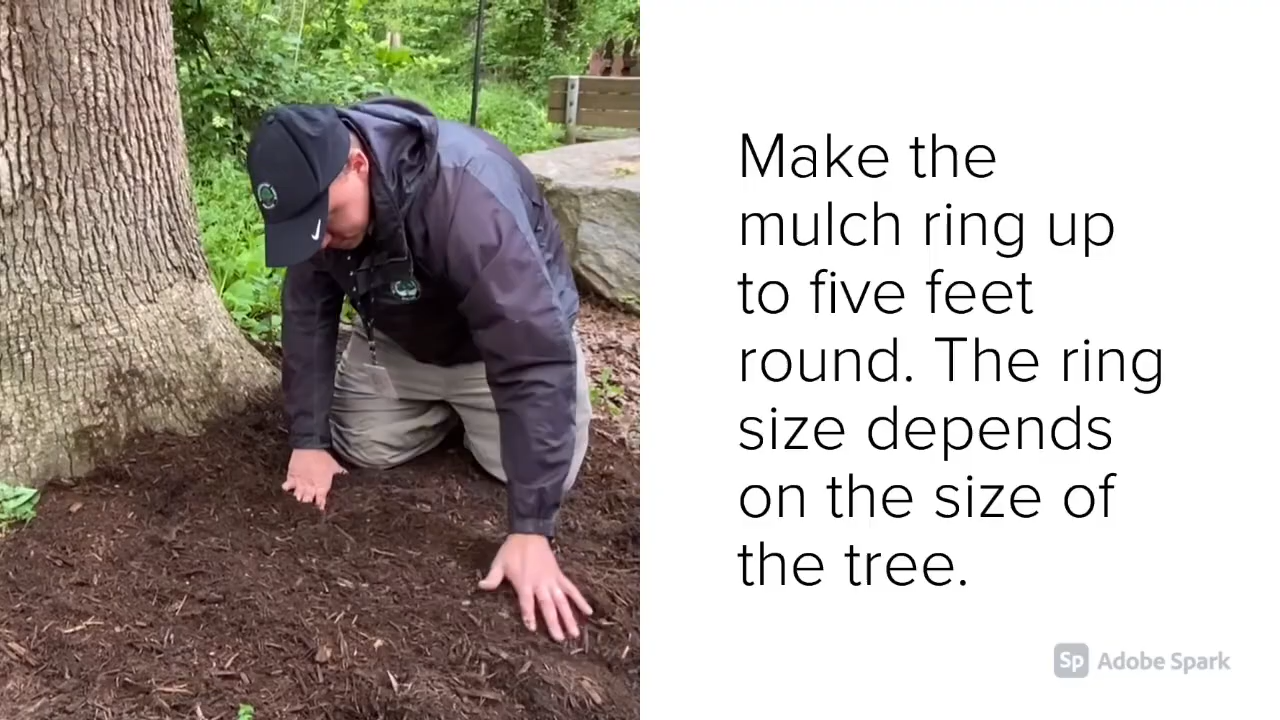 Make the
mulch ring up
to five feet
round. The ring
size depends
on the size of
the tree.
Sp Adobe Spark